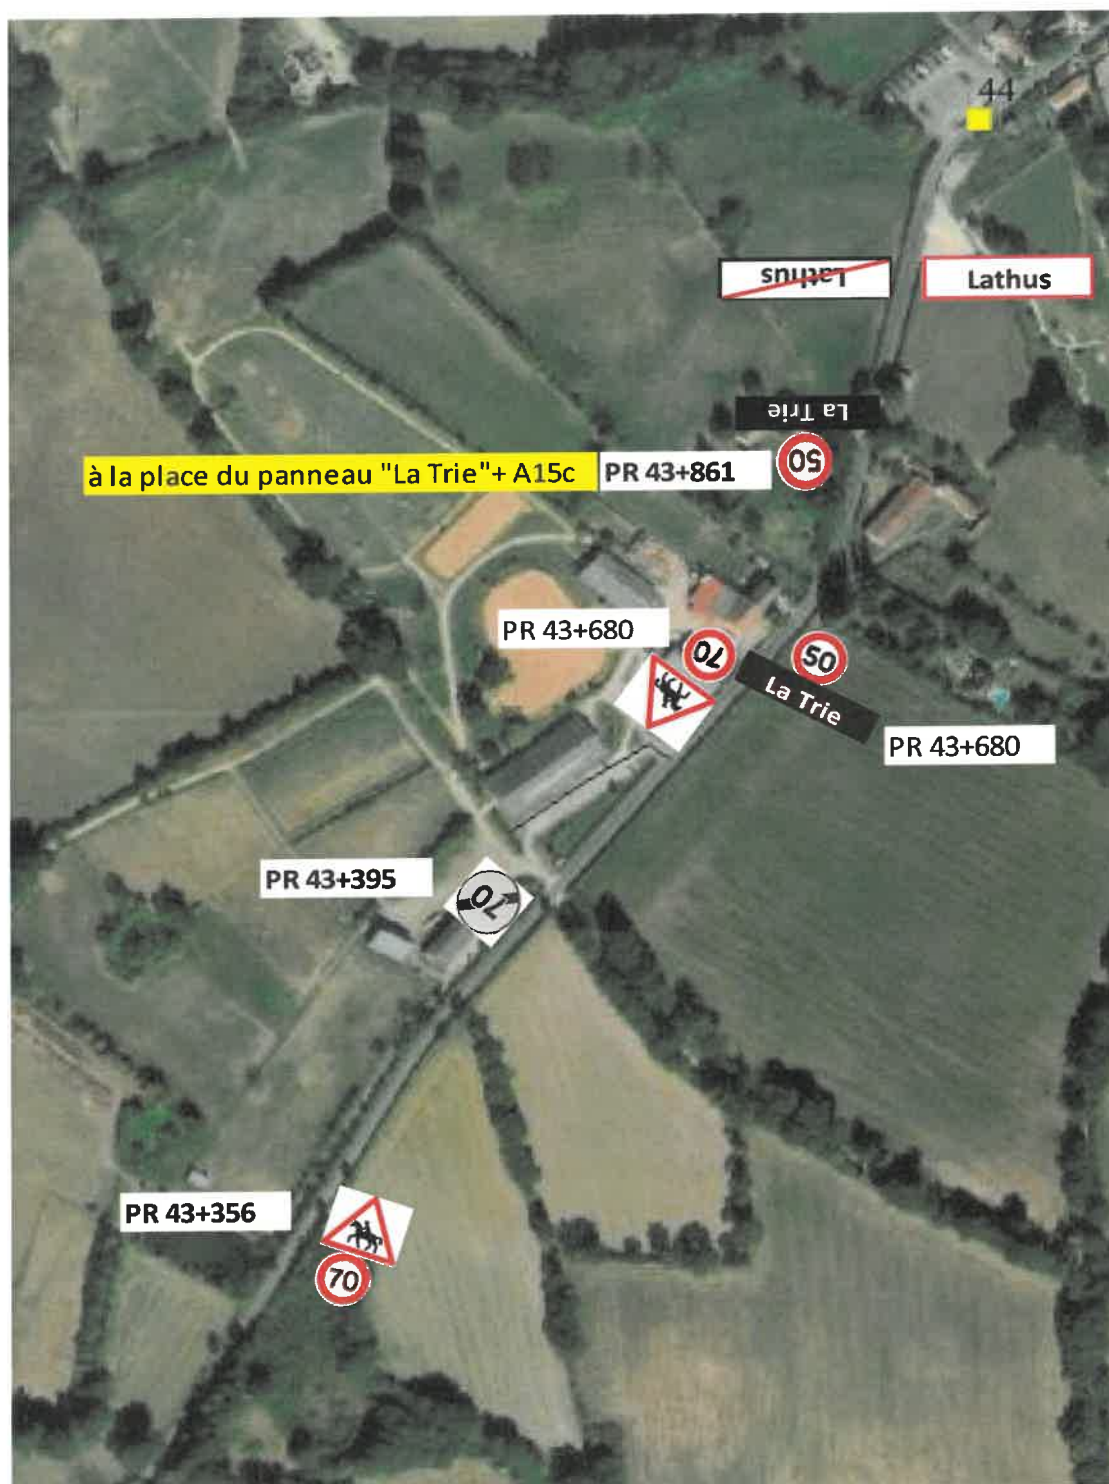 44
Lathus
Lathus
La Trie
50
à la place du panneau "La Trie"+ A15c
PR 43+861
PR 43+680
70
50
La Trie
PR 43+680
PR 43+395
70
PR 43+356
70